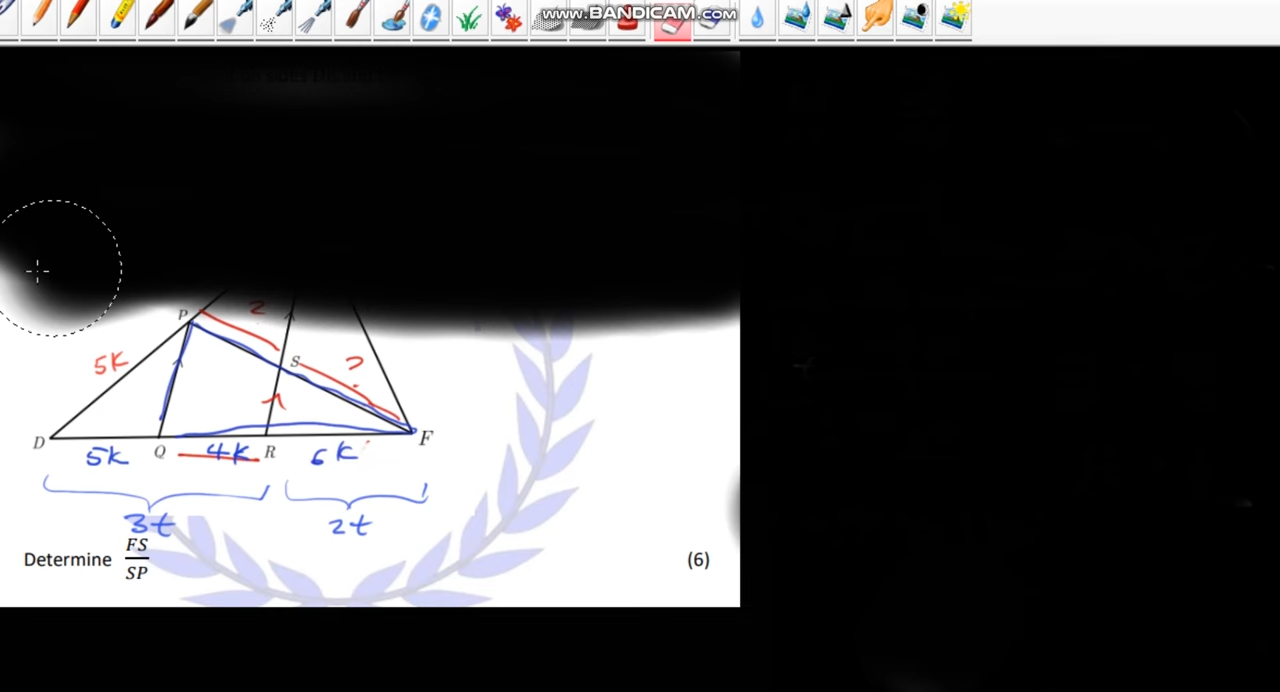 www.BANDICAM.com
P
2
5K
S
?
D
Q
R
F
5K
4K
6K
3t
2t
Determine FS/SP (6)